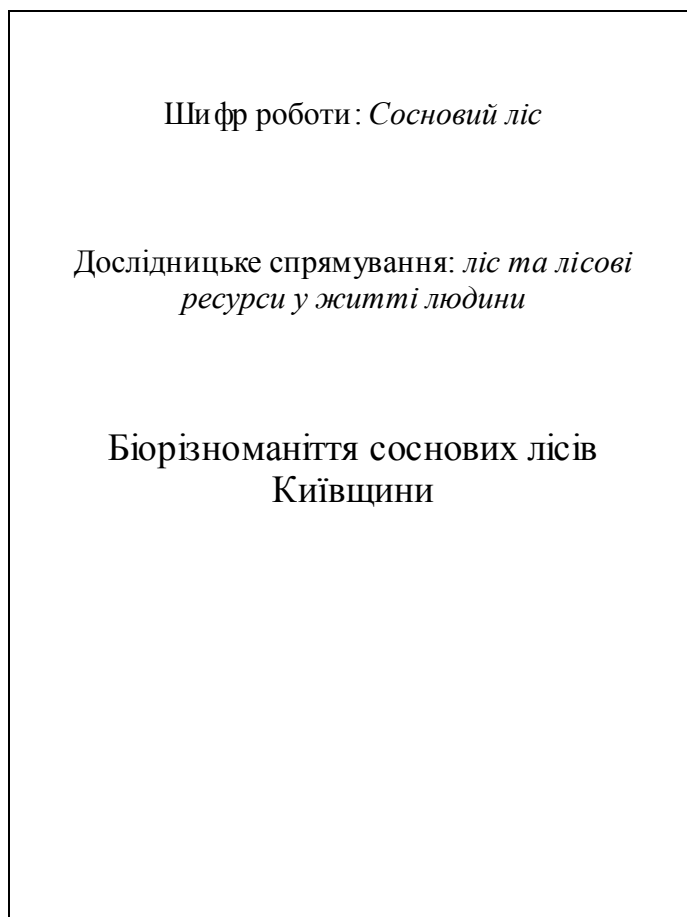 Шифр роботи: Сосновий ліс
Дослідницьке спрямування: ліс та лісові
ресурси у житті людини
Біорізноманіття соснових лісів
Київщини